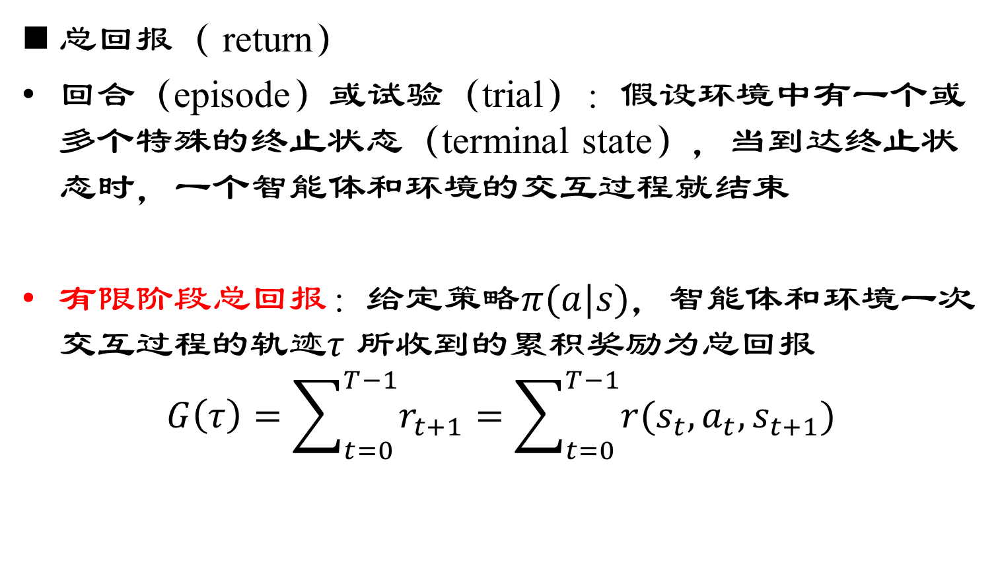 ■ 总回报（ return）
• 回合（episode）或试验（trial）: 假设环境中有一个或
多个特殊的终止状态（terminal state）, 当到达终止状
态时, 一个智能体和环境的交互过程就结束
• 有限阶段总回报: 给定策略π(a|s), 智能体和环境一次
交互过程的轨迹τ 所收到的累积奖励为总回报
G(τ) = ∑_{t=0}^{T−1} r_{t+1} = ∑_{t=0}^{T−1} r(s_t, a_t, s_{t+1})